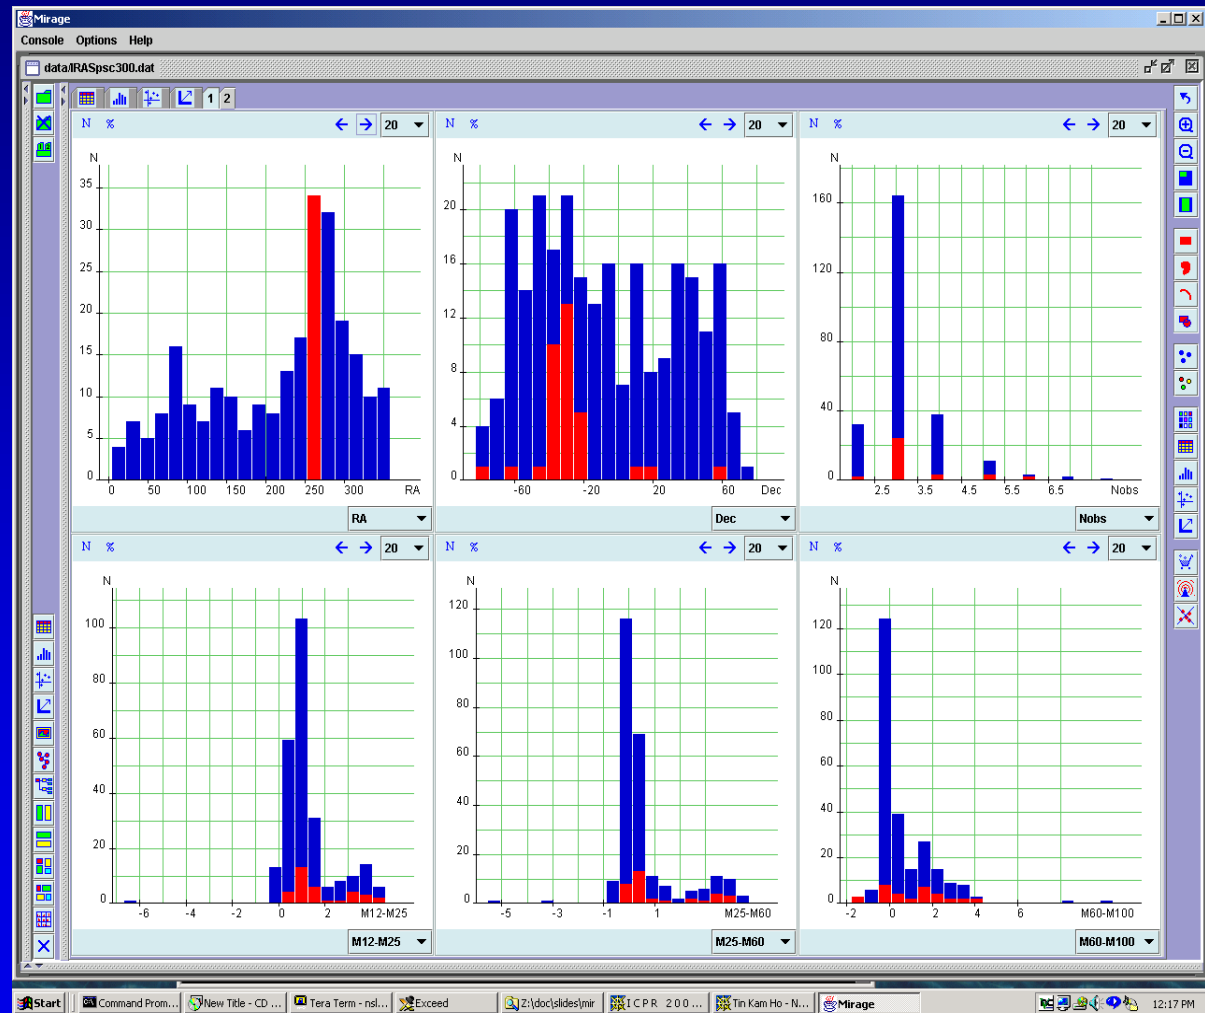 Mirage
Console Options Help
data/IRASpsc300.dat
1 2
N % 20 N % 20 N % 20
N
35
30
25
20
15
10
5
0
0 50 100 150 200 250 300 RA
RA
N
20
16
12
8
4
0
-60 -20 20 60 Dec
Dec
N
160
120
80
40
0
2.5 3.5 4.5 5.5 6.5 Nobs
Nobs
N % 20 N % 20 N % 20
N
100
80
60
40
20
0
-6 -4 -2 0 2 M12-M25
M12-M25
N
120
100
80
60
40
20
0
-5 -3 -1 1 M25-M60
M25-M60
N
120
100
80
60
40
20
0
-2 0 2 4 6 M60-M100
M60-M100
Start Command Prom... New Title - CD ... Tera Term - nsl... Exceed Z:\doc\slides\mir I C P R 2 0 0 ... Tin Kam Ho - N... Mirage 12:17 PM